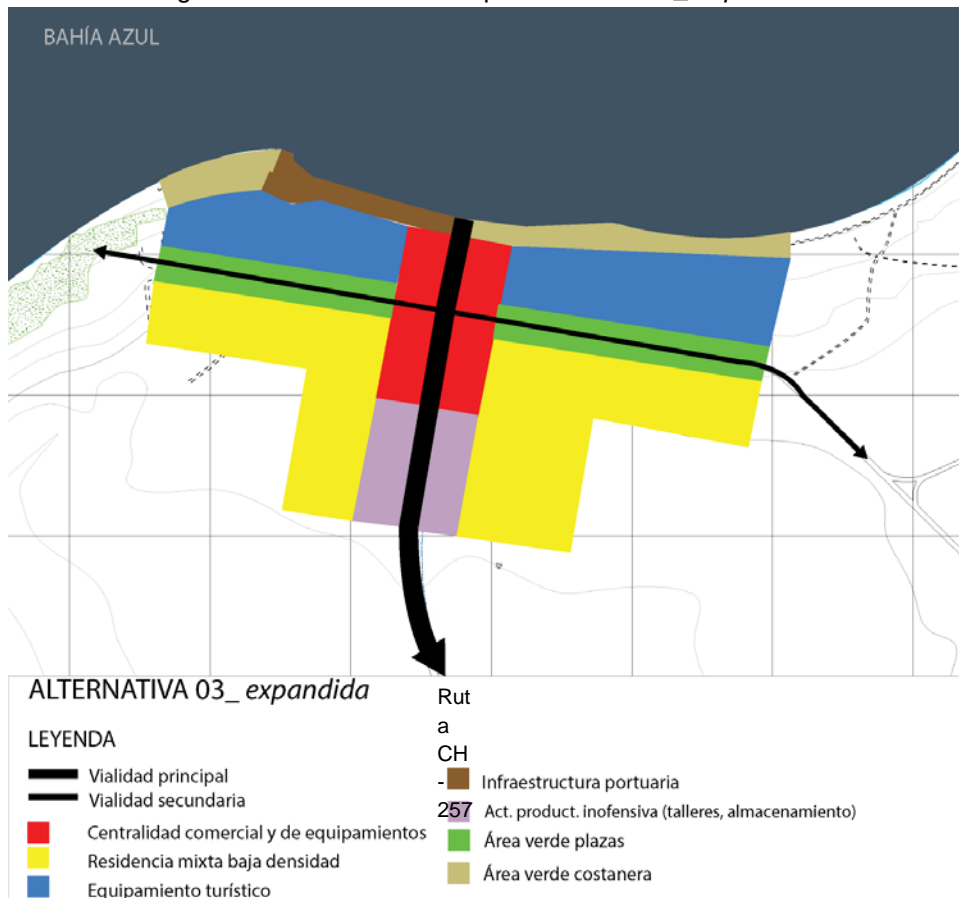 BAHÍA AZUL
ALTERNATIVA 03_ expandida
LEYENDA
Vialidad principal
Vialidad secundaria
Centralidad comercial y de equipamientos
Residencia mixta baja densidad
Equipamiento turístico
Rut
a
CH
-
257
Infraestructura portuaria
Act. product. inofensiva (talleres, almacenamiento)
Área verde plazas
Área verde costanera